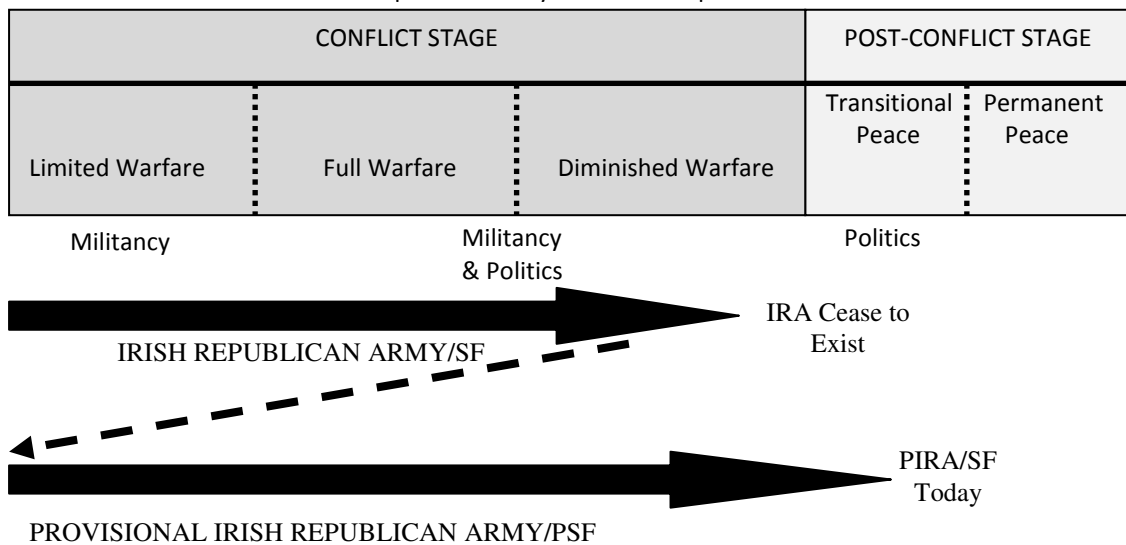 CONFLICT STAGE
POST-CONFLICT STAGE
Limited Warfare
Full Warfare
Diminished Warfare
Transitional
Peace
Permanent
Peace
Militancy
Militancy
& Politics
Politics
IRISH REPUBLICAN ARMY/SF
IRA Cease to
Exist
PIRA/SF
Today
PROVISIONAL IRISH REPUBLICAN ARMY/PSF